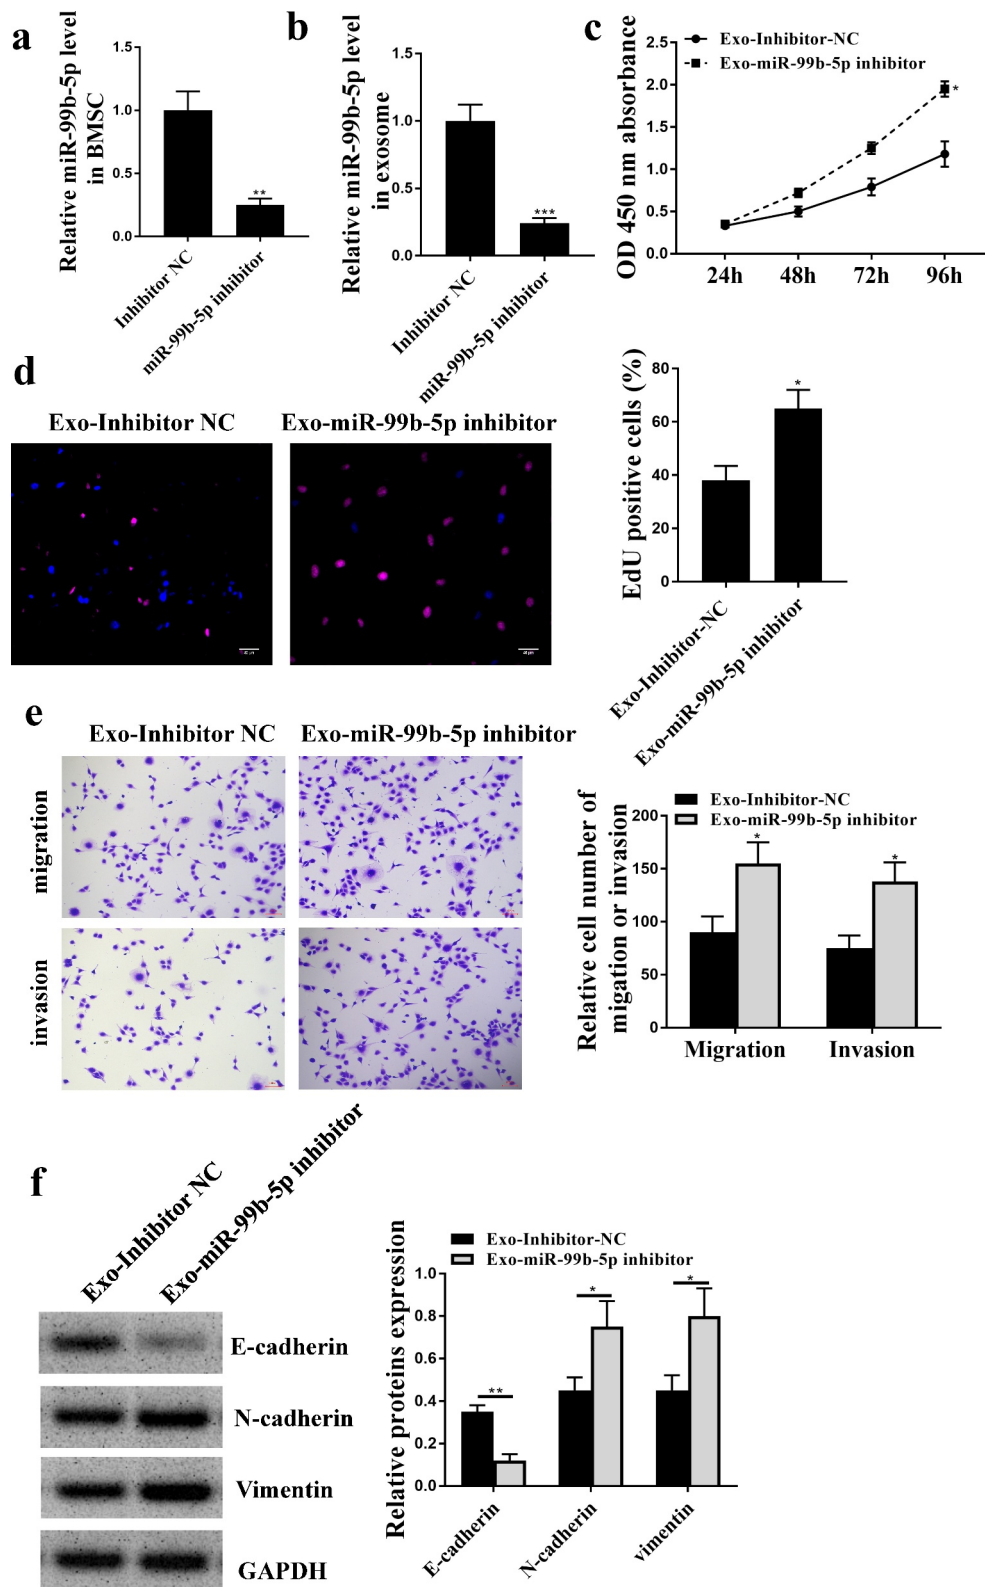 a
Relative miR-99b-5p level
in BMSC
1.5
1.0
0.5
0.0
**
Inhibitor NC
miR-99b-5p inhibitor
b
Relative miR-99b-5p level
in exosome
1.5
1.0
0.5
0.0
***
Inhibitor NC
miR-99b-5p inhibitor
c
Exo-Inhibitor-NC
Exo-miR-99b-5p inhibitor
OD 450 nm absorbance
2.5
2.0
1.5
1.0
0.5
0.0
*
24h 48h 72h 96h
d
Exo-Inhibitor NC
Exo-miR-99b-5p inhibitor
EdU positive cells (%)
80
60
40
20
0
*
Exo-Inhibitor-NC
Exo-miR-99b-5p inhibitor
e
Exo-Inhibitor NC
Exo-miR-99b-5p inhibitor
migration
invasion
Exo-Inhibitor-NC
Exo-miR-99b-5p inhibitor
Relative cell number of
migation or invasion
200
150
100
50
0
*
*
Migration Invasion
f
Exo-Inhibitor NC
Exo-miR-99b-5p inhibitor
E-cadherin
N-cadherin
Vimentin
GAPDH
Exo-Inhibitor-NC
Exo-miR-99b-5p inhibitor
Relative proteins expression
1.0
0.8
0.6
0.4
0.2
0.0
**
*
*
E-cadherin
N-cadherin
vimentin